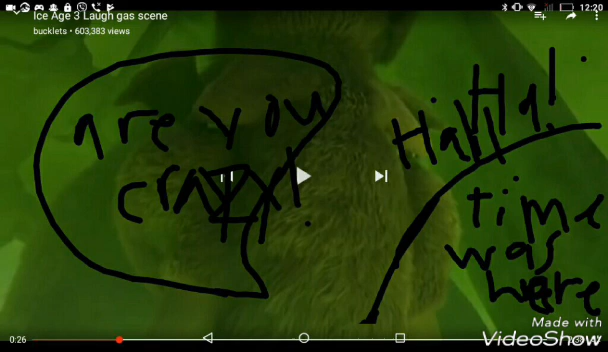 12:20
Ice Age 3 Laugh gas scene
bucklets • 603,383 views
are you
crazy!.
HaHHa!
time
was
here
0:26
Made with
VideoShow